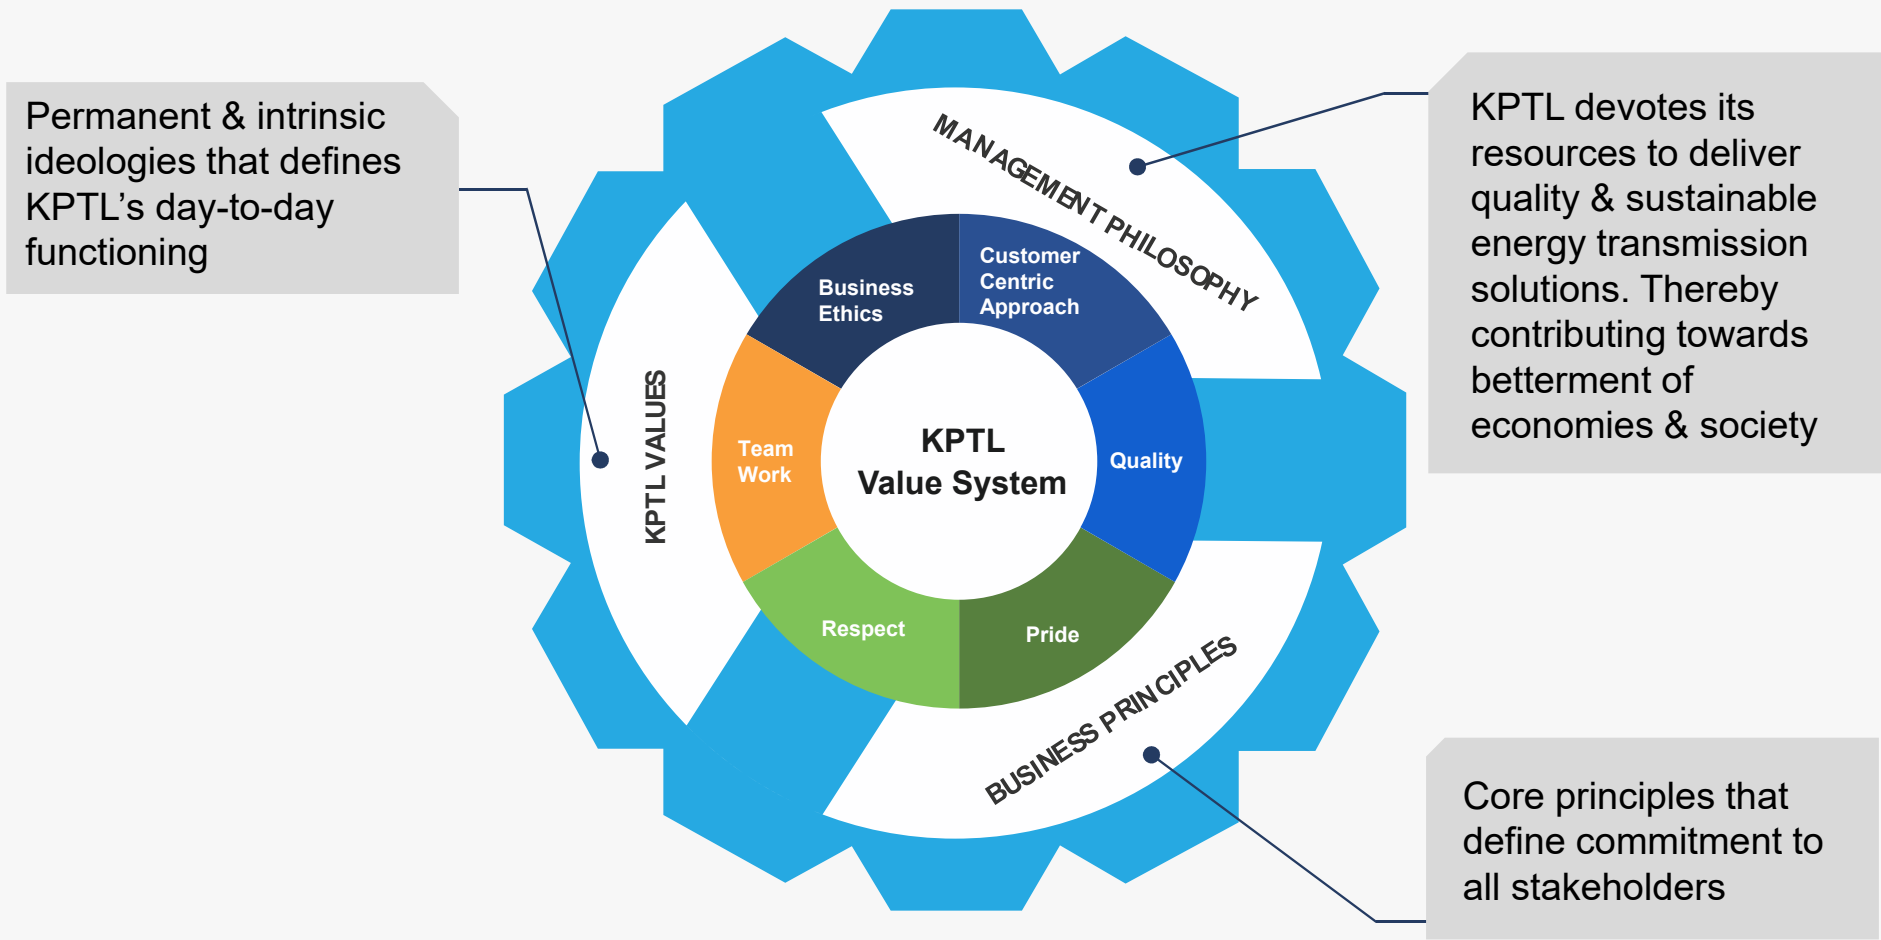 Permanent & intrinsic
ideologies that defines
KPTL’s day-to-day
functioning
MANAGEMENT PHILOSOPHY
KPTL devotes its
resources to deliver
quality & sustainable
energy transmission
solutions. Thereby
contributing towards
betterment of
economies & society
Business
Ethics
Customer
Centric
Approach
KPTL VALUES
Team
Work
KPTL
Value System
Quality
Respect
Pride
BUSINESS PRINCIPLES
Core principles that
define commitment to
all stakeholders